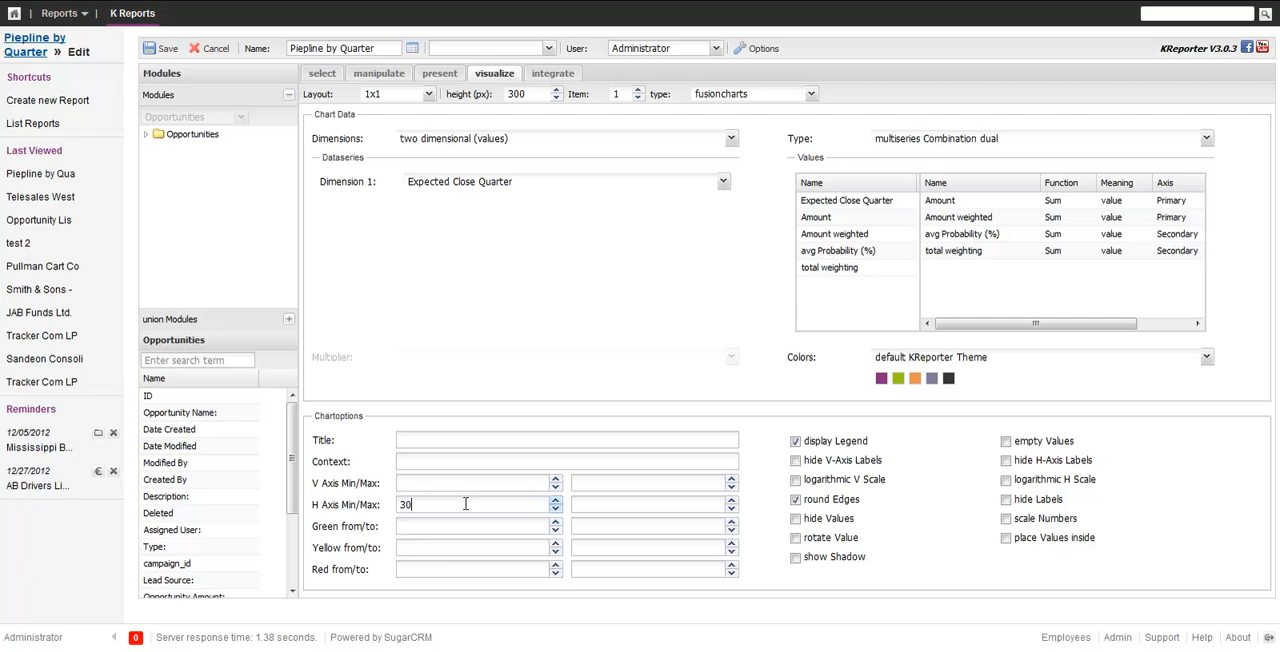 Reports
K Reports
Piepline by
Quarter » Edit
Save Cancel Name: Piepline by Quarter User: Administrator Options KReporter V3.0.3
Shortcuts
Create new Report
List Reports
Last Viewed
Piepline by Qua
Telesales West
Opportunity Lis
test 2
Pullman Cart Co
Smith & Sons -
JAB Funds Ltd.
Tracker Com LP
Sandeon Consoli
Tracker Com LP
Reminders
12/05/2012
Mississippi B...
12/27/2012
AB Drivers Li...
Modules
Modules
Opportunities
Opportunities
union Modules
Opportunities
Enter search term
Name
ID
Opportunity Name:
Date Created
Date Modified
Modified By
Created By
Description:
Deleted
Assigned User:
Type:
campaign_id
Lead Source:
Opportunity Amount:
select manipulate present visualize integrate
Layout: 1x1 height (px): 300 Item: 1 type: fusioncharts
Chart Data
Dimensions: two dimensional (values)
Dataseries
Dimension 1: Expected Close Quarter
Multiplier:
Type: multiseries Combination dual
Values
Name
Expected Close Quarter
Amount
Amount weighted
avg Probability (%)
total weighting
Name Function Meaning Axis
Amount Sum value Primary
Amount weighted Sum value Primary
avg Probability (%) Sum value Secondary
total weighting Sum value Secondary
Colors: default KReporter Theme
Chartoptions
Title:
Context:
V Axis Min/Max:
H Axis Min/Max: 30
Green from/to:
Yellow from/to:
Red from/to:
display Legend
hide V-Axis Labels
logarithmic V Scale
round Edges
hide Values
rotate Value
show Shadow
empty Values
hide H-Axis Labels
logarithmic H Scale
hide Labels
scale Numbers
place Values inside
Administrator 0 Server response time: 1.38 seconds. Powered by SugarCRM Employees Admin Support Help About